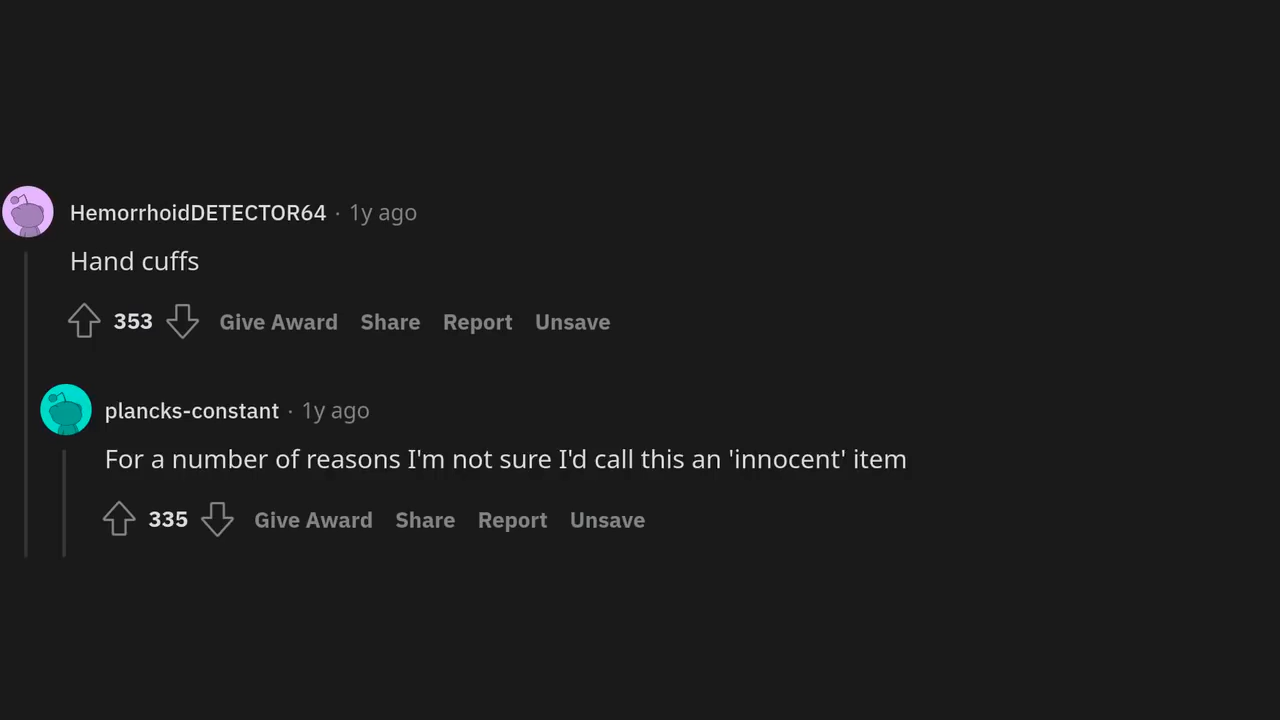 HemorrhoidDETECTOR64 · 1y ago
Hand cuffs
353 Give Award Share Report Unsave
plancks-constant · 1y ago
For a number of reasons I'm not sure I'd call this an 'innocent' item
335 Give Award Share Report Unsave